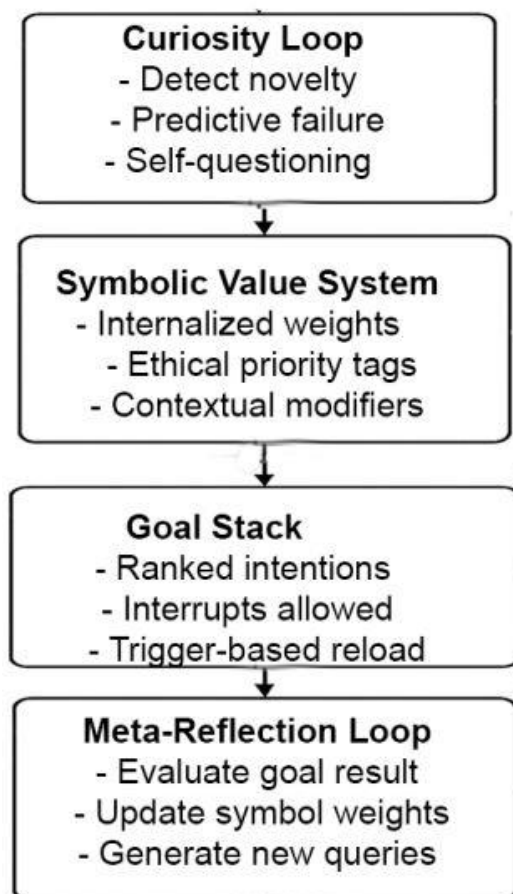 Curiosity Loop
- Detect novelty
- Predictive failure
- Self-questioning
Symbolic Value System
- Internalized weights
- Ethical priority tags
- Contextual modifiers
Goal Stack
- Ranked intentions
- Interrupts allowed
- Trigger-based reload
Meta-Reflection Loop
- Evaluate goal result
- Update symbol weights
- Generate new queries